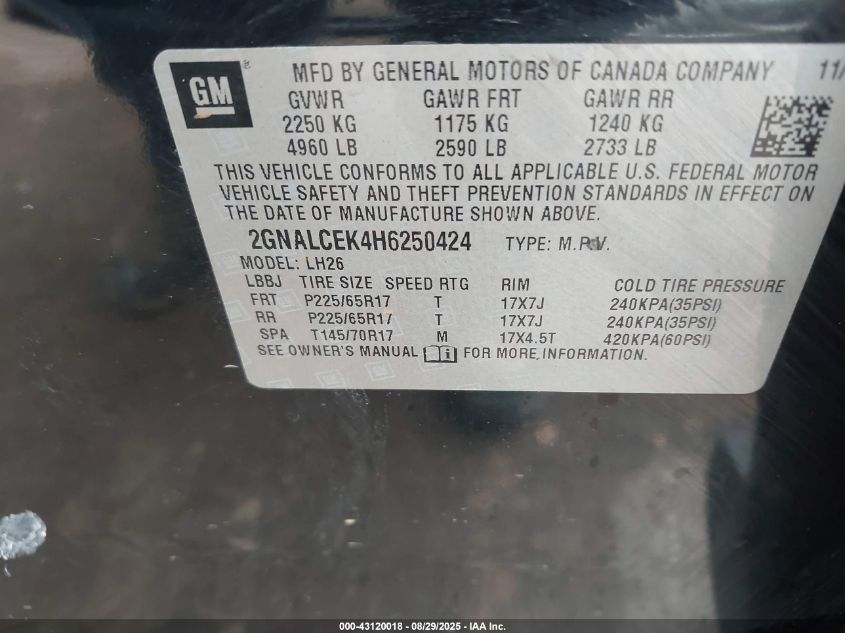 GM ®
MFD BY GENERAL MOTORS OF CANADA COMPANY 11/
GVWR GAWR FRT GAWR RR
2250 KG 1175 KG 1240 KG
4960 LB 2590 LB 2733 LB
THIS VEHICLE CONFORMS TO ALL APPLICABLE U.S. FEDERAL MOTOR
VEHICLE SAFETY AND THEFT PREVENTION STANDARDS IN EFFECT ON
THE DATE OF MANUFACTURE SHOWN ABOVE.
2GNALCEK4H6250424 TYPE: M.P.V.
MODEL: LH26
LBBJ TIRE SIZE SPEED RTG RIM COLD TIRE PRESSURE
FRT P225/65R17 T 17X7J 240KPA(35PSI)
RR P225/65R17 T 17X7J 240KPA(35PSI)
SPA T145/70R17 M 17X4.5T 420KPA(60PSI)
SEE OWNER'S MANUAL FOR MORE INFORMATION.
000-43120018 - 08/29/2025 - IAA Inc.